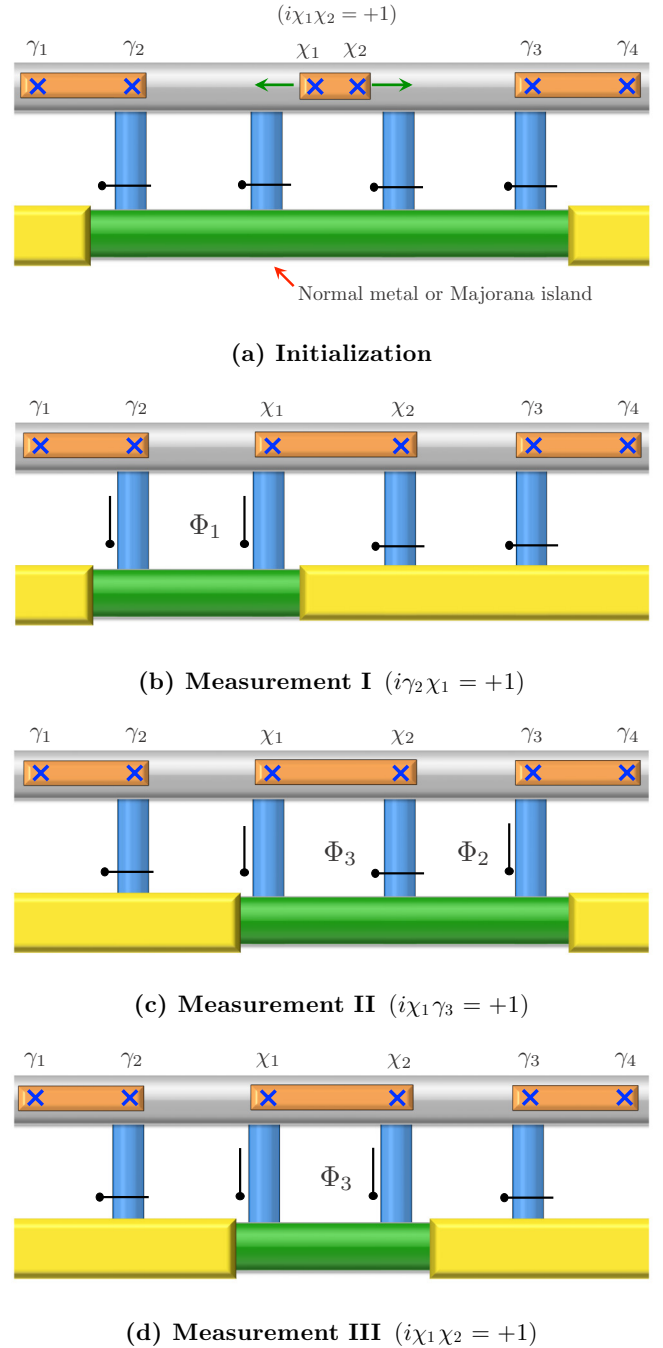 (iχ₁χ₂ = +1)
γ₁ γ₂ χ₁ χ₂ γ₃ γ₄
Normal metal or Majorana island
(a) Initialization
γ₁ γ₂ χ₁ χ₂ γ₃ γ₄
Φ₁
(b) Measurement I (iγ₂χ₁ = +1)
γ₁ γ₂ χ₁ χ₂ γ₃ γ₄
Φ₃ Φ₂
(c) Measurement II (iχ₁γ₃ = +1)
γ₁ γ₂ χ₁ χ₂ γ₃ γ₄
Φ₃
(d) Measurement III (iχ₁χ₂ = +1)